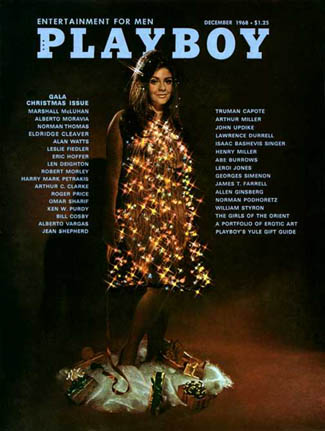 ENTERTAINMENT FOR MEN
DECEMBER 1968 • $1.25
PLAYBOY
GALA
CHRISTMAS ISSUE
MARSHALL McLUHAN
ALBERTO MORAVIA
NORMAN THOMAS
ELDRIDGE CLEAVER
ALAN WATTS
LESLIE FIEDLER
ERIC HOFFER
LEN DEIGHTON
ROBERT MORLEY
HARRY MARK PETRAKIS
ARTHUR C. CLARKE
ROGER PRICE
OMAR SHARIF
KEN W. PURDY
BILL COSBY
ALBERTO VARGAS
JEAN SHEPHERD
TRUMAN CAPOTE
ARTHUR MILLER
JOHN UPDIKE
LAWRENCE DURRELL
ISAAC BASHEVIS SINGER
HENRY MILLER
ABE BURROWS
LEROI JONES
GEORGES SIMENON
JAMES T. FARRELL
ALLEN GINSBERG
NORMAN PODHORETZ
WILLIAM STYRON
THE GIRLS OF THE ORIENT
A PORTFOLIO OF EROTIC ART
PLAYBOY'S YULE GIFT GUIDE